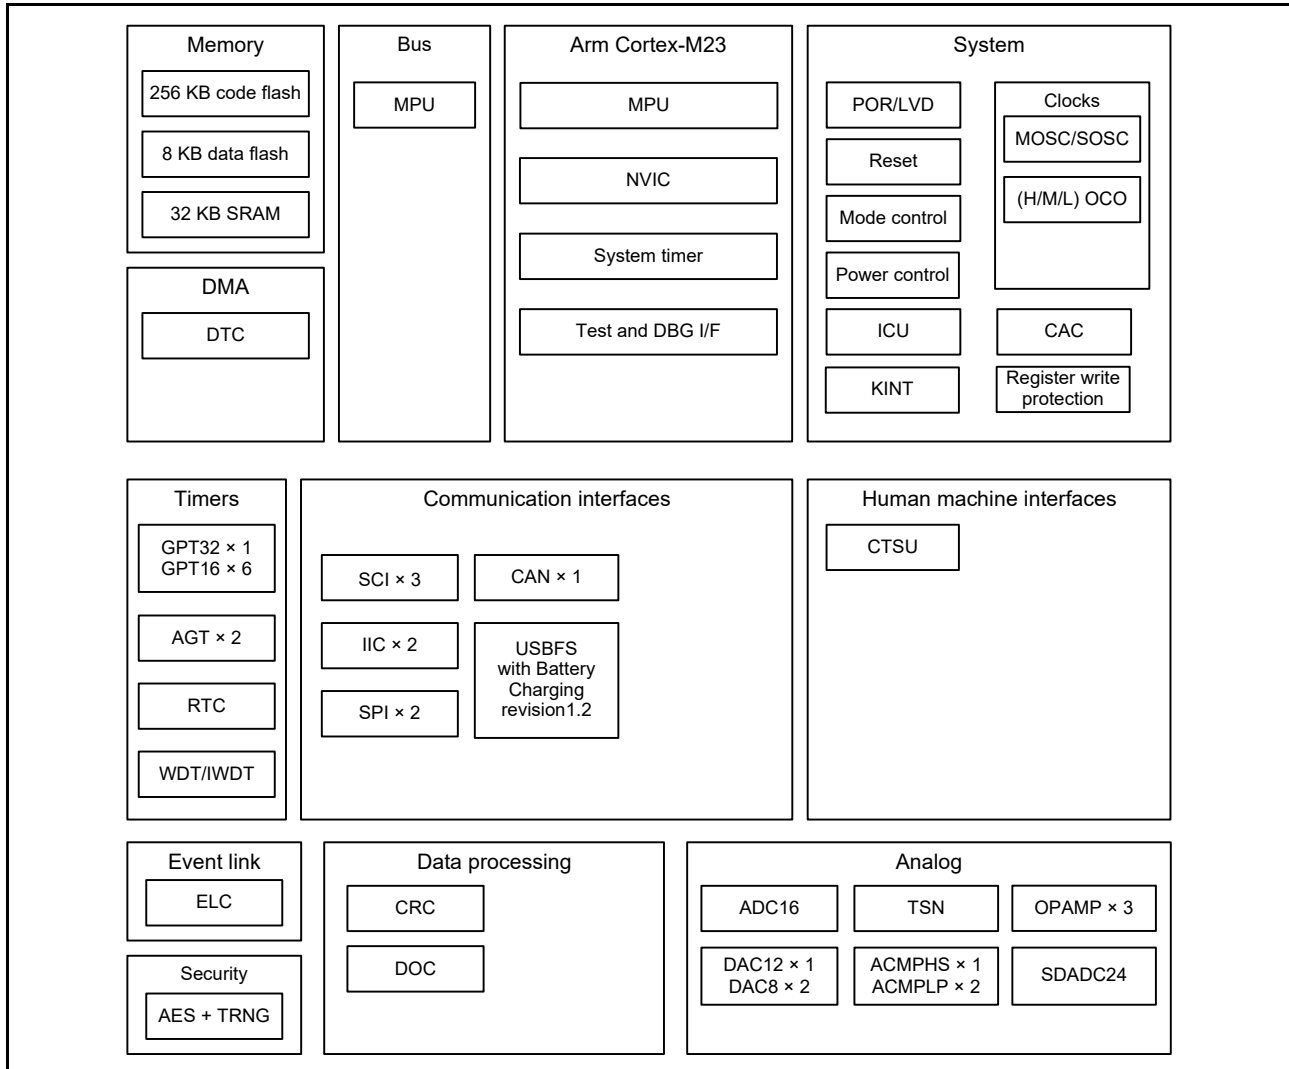 Memory
256 KB code flash
8 KB data flash
32 KB SRAM
DMA
DTC
Bus
MPU
Arm Cortex-M23
MPU
NVIC
System timer
Test and DBG I/F
System
POR/LVD
Reset
Mode control
Power control
ICU
KINT
Clocks
MOSC/SOSC
(H/M/L) OCO
CAC
Register write
protection
Timers
GPT32 × 1
GPT16 × 6
AGT × 2
RTC
WDT/IWDT
Communication interfaces
SCI × 3
IIC × 2
SPI × 2
CAN × 1
USBFS
with Battery
Charging
revision1.2
Human machine interfaces
CTSU
Event link
ELC
Security
AES + TRNG
Data processing
CRC
DOC
Analog
ADC16
TSN
OPAMP × 3
DAC12 × 1
DAC8 × 2
ACMPHS × 1
ACMPLP × 2
SDADC24